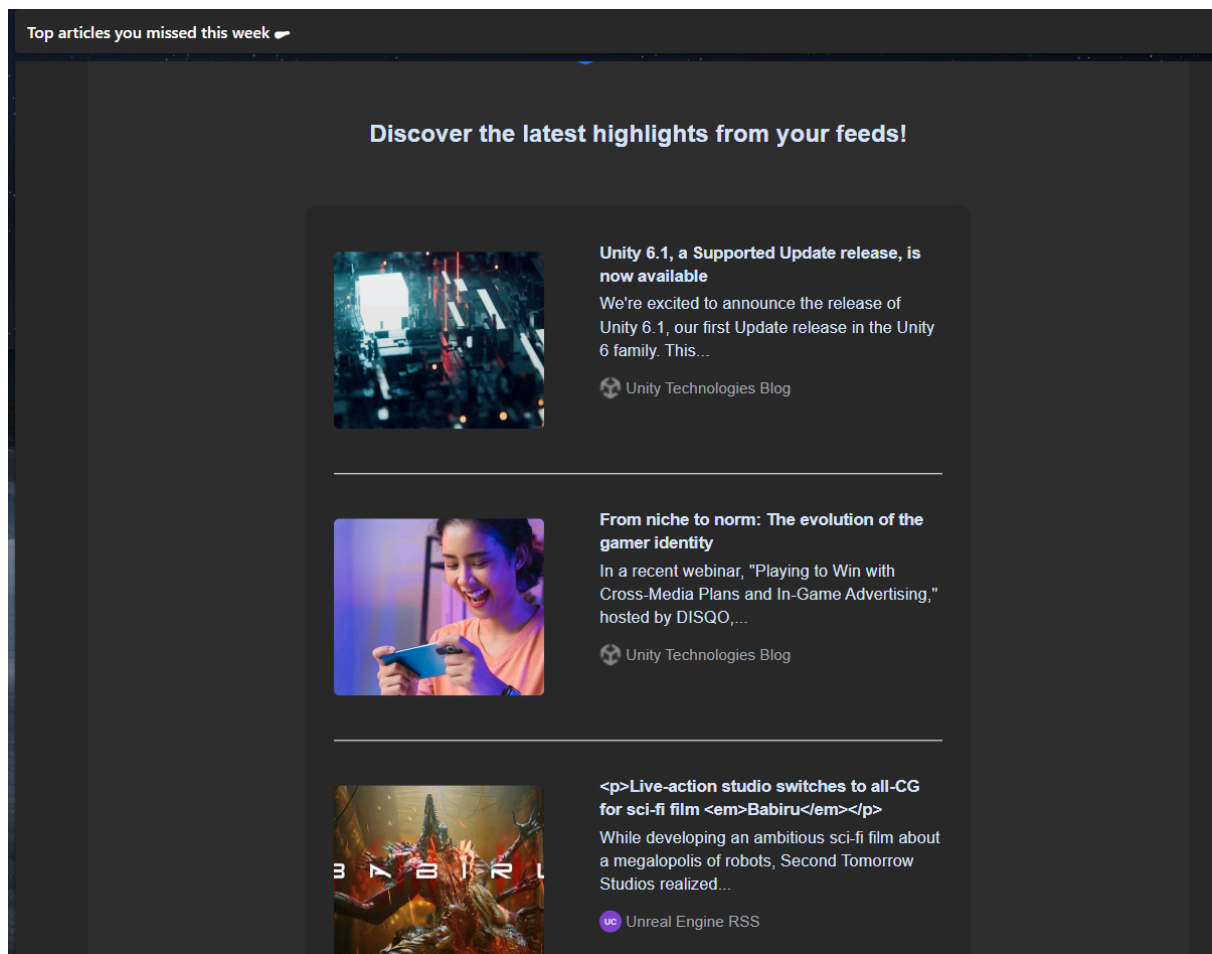 Top articles you missed this week
Discover the latest highlights from your feeds!
Unity 6.1, a Supported Update release, is
now available
We're excited to announce the release of
Unity 6.1, our first Update release in the Unity
6 family. This...
Unity Technologies Blog
From niche to norm: The evolution of the
gamer identity
In a recent webinar, "Playing to Win with
Cross-Media Plans and In-Game Advertising,"
hosted by DISQO,...
Unity Technologies Blog
BABIRU
<p>Live-action studio switches to all-CG
for sci-fi film <em>Babiru</em></p>
While developing an ambitious sci-fi film about
a megalopolis of robots, Second Tomorrow
Studios realized...
UC Unreal Engine RSS